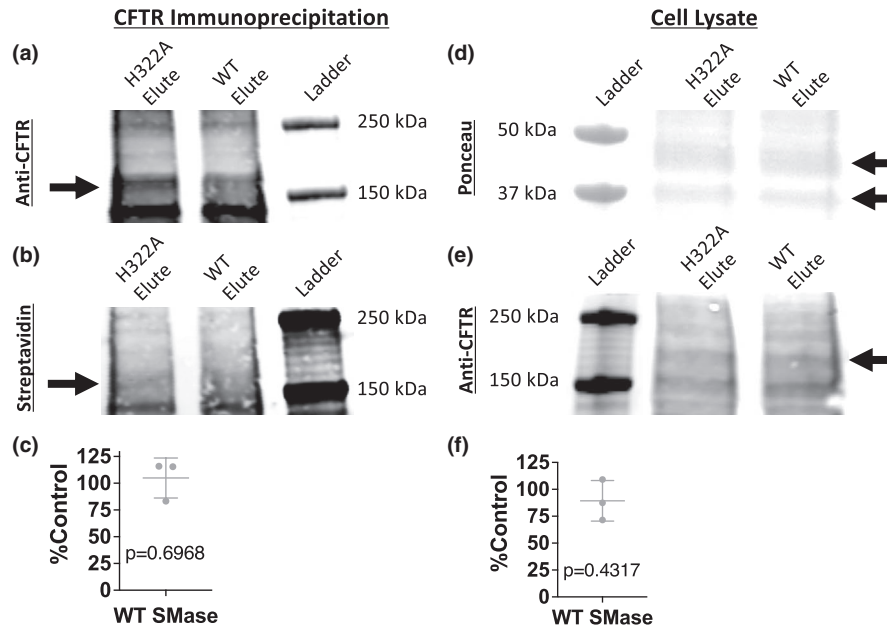 CFTR Immunoprecipitation
Cell Lysate
(a)
H322A
Elute
WT
Elute
Ladder
Anti-CFTR
250 kDa
150 kDa
(b)
H322A
Elute
WT
Elute
Ladder
Streptavidin
250 kDa
150 kDa
(c)
%Control
125
100
75
50
25
0
p=0.6968
WT SMase
(d)
Ladder
H322A
Elute
WT
Elute
Ponceau
50 kDa
37 kDa
(e)
Ladder
H322A
Elute
WT
Elute
Anti-CFTR
250 kDa
150 kDa
(f)
%Control
125
100
75
50
25
0
p=0.4317
WT SMase